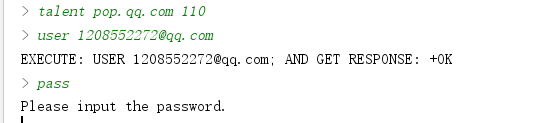 > talent pop.qq.com 110
> user 1208552272@qq.com
EXECUTE: USER 1208552272@qq.com; AND GET RESPONSE: +OK
> pass
Please input the password.